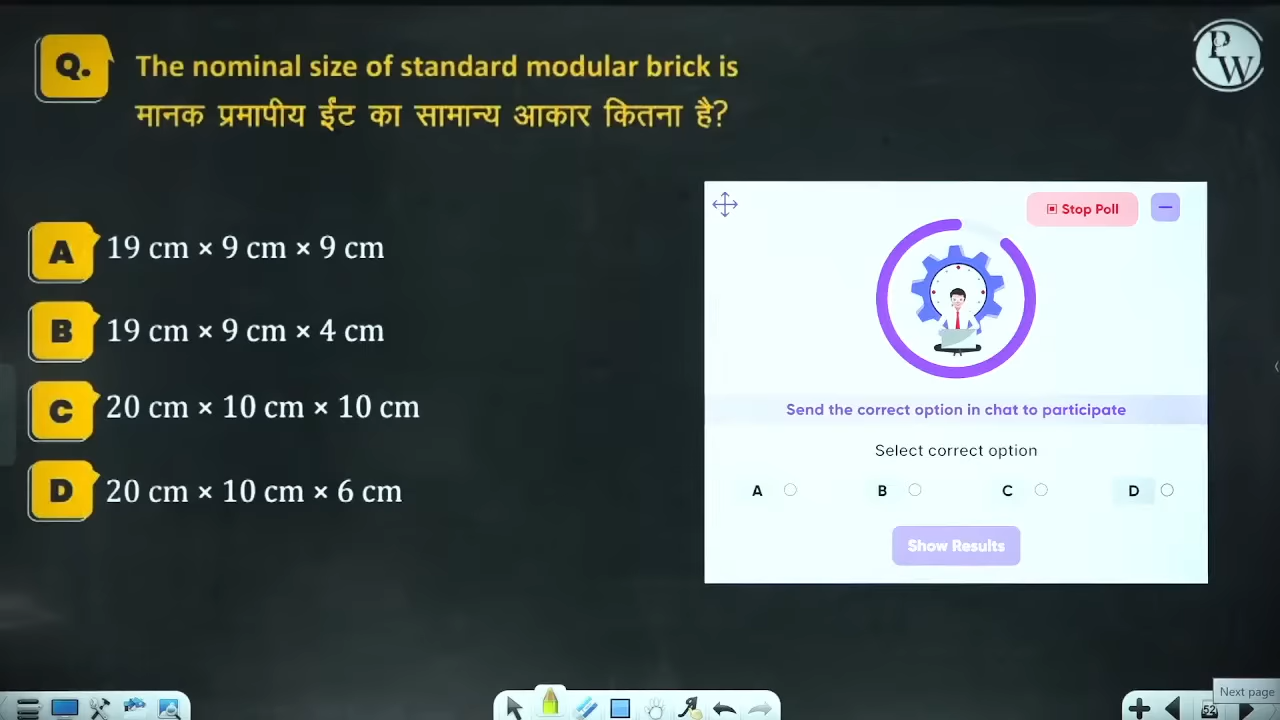 Q. The nominal size of standard modular brick is
मानक प्रमापीय ईंट का सामान्य आकार कितना है?
PW
A 19 cm × 9 cm × 9 cm
B 19 cm × 9 cm × 4 cm
C 20 cm × 10 cm × 10 cm
D 20 cm × 10 cm × 6 cm
Stop Poll
Send the correct option in chat to participate
Select correct option
A B C D
Show Results
Next page
52